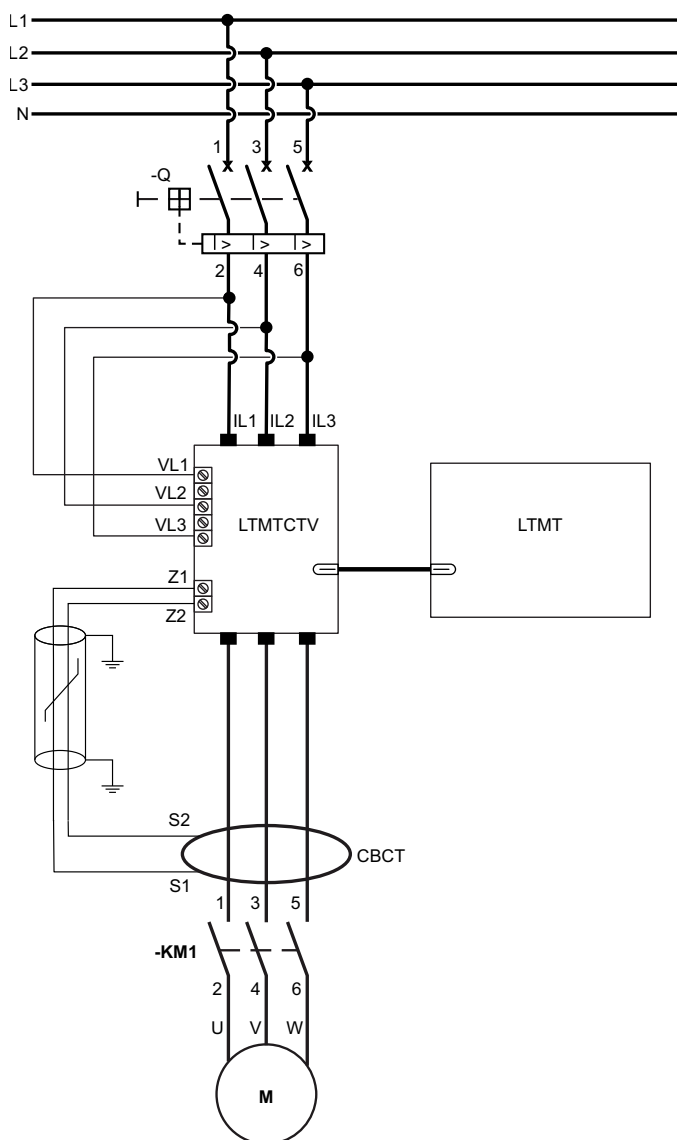 L1
L2
L3
N
1 3 5
-Q
I> I> I>
2 4 6
IL1 IL2 IL3
VL1
VL2
VL3
LTMTCTV
LTMT
Z1
Z2
S2
CBCT
S1
1 3 5
-KM1
2 4 6
U V W
M